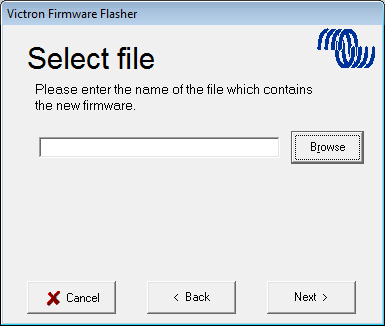 Victron Firmware Flasher
Select file
Please enter the name of the file which contains
the new firmware.
Browse
Cancel
< Back
Next >